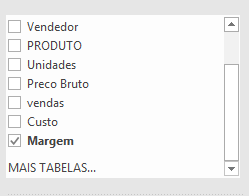 Vendedor
PRODUTO
Unidades
Preco Bruto
vendas
Custo
Margem
MAIS TABELAS...